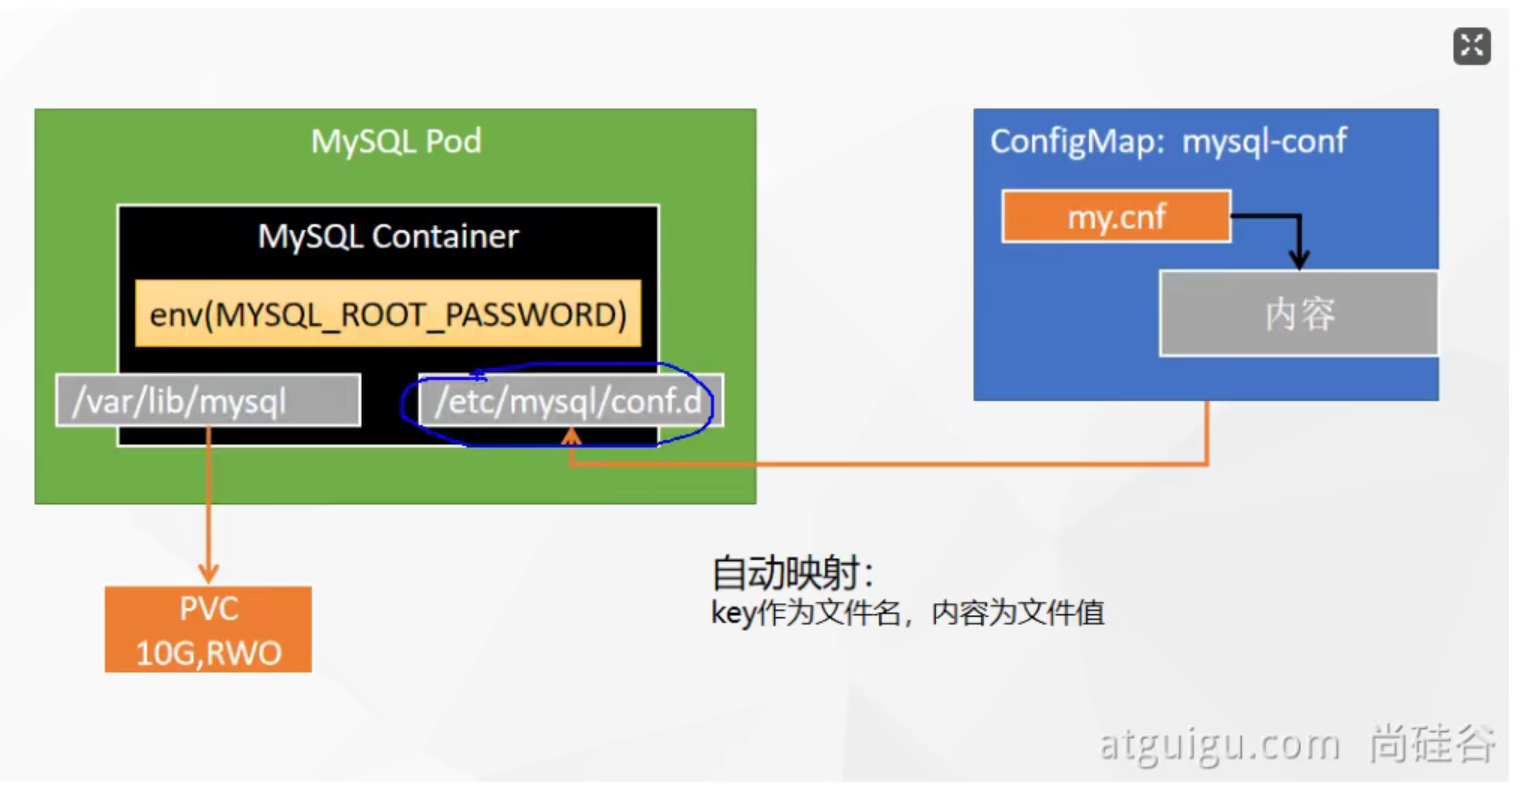 MySQL Pod
MySQL Container
env(MYSQL_ROOT_PASSWORD)
/var/lib/mysql
/etc/mysql/conf.d
PVC
10G,RWO
ConfigMap: mysql-conf
my.cnf
内容
自动映射：
key作为文件名，内容为文件值
atguigu.com 尚硅谷